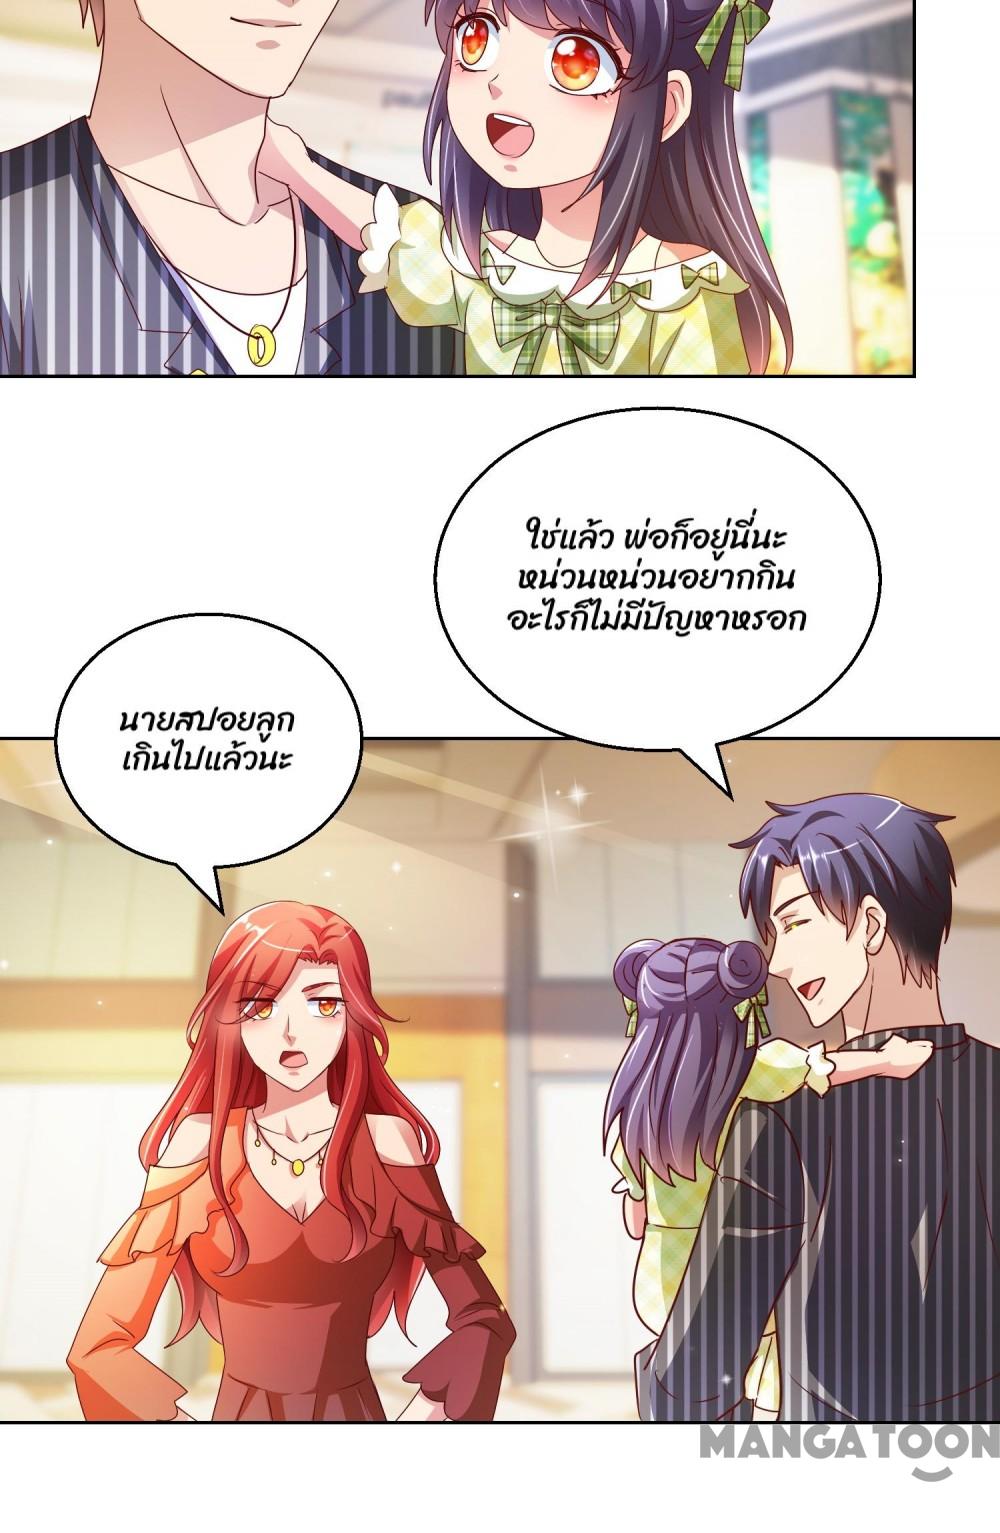 ใช่แล้ว พ่อก็อยู่นี่นะ
หน่วนหน่วนอยากกิน
อะไรก็ไม่มีปัญหาหรอก
นายสปอยลูก
เกินไปแล้วนะ
MANGATOON